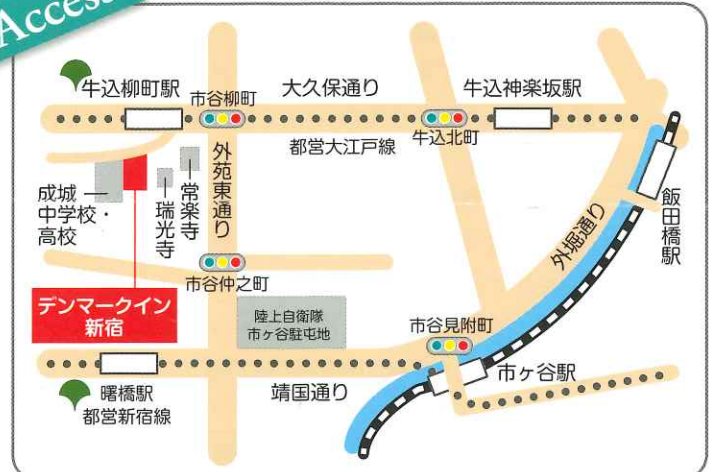 Access
牛込柳町駅
市谷柳町
大久保通り
牛込神楽坂駅
都営大江戸線
牛込北町
成城
中学校・
高校
瑞光寺
常楽寺
外苑東通り
外堀通り
飯田橋駅
市谷仲之町
デンマークイン
新宿
陸上自衛隊
市ヶ谷駐屯地
市谷見附町
曙橋駅
都営新宿線
靖国通り
市ヶ谷駅